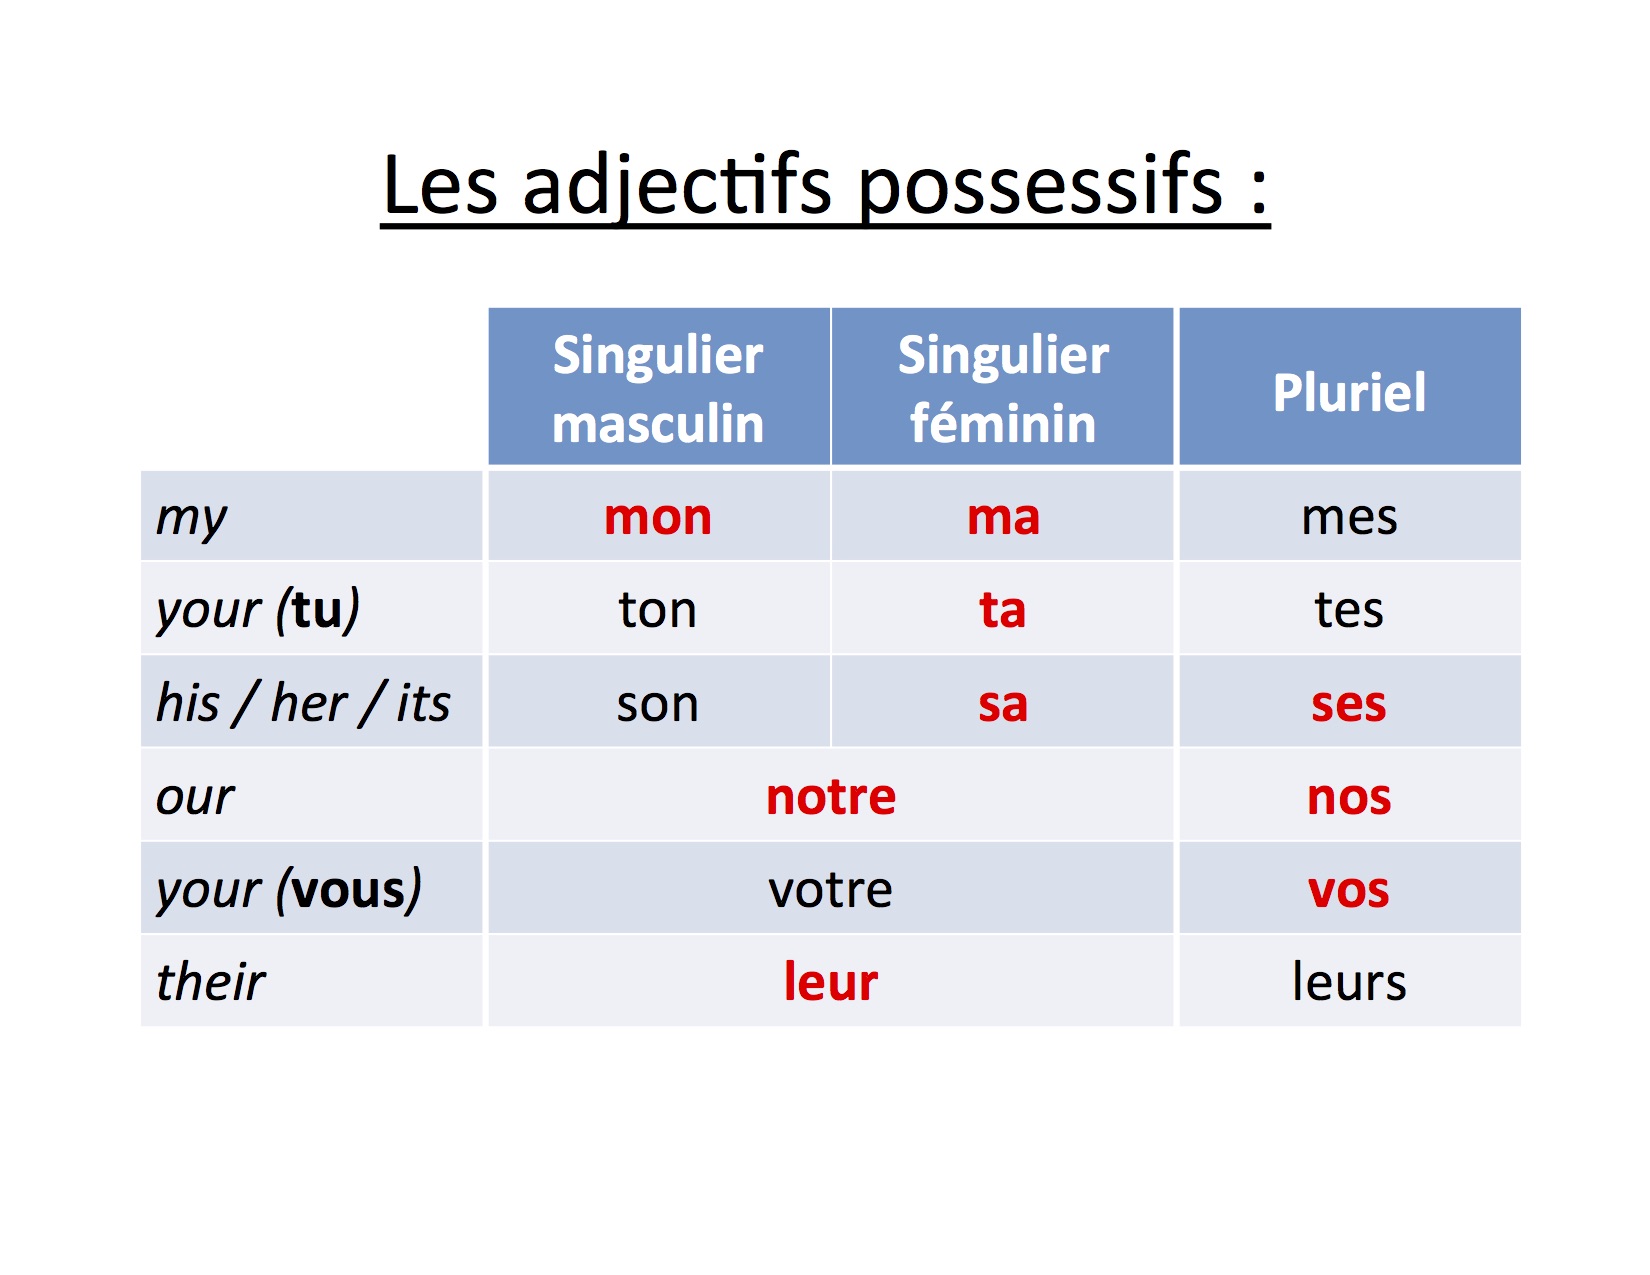 Les adjectifs possessifs :
Singulier masculin Singulier féminin Pluriel
my mon ma mes
your (tu) ton ta tes
his / her / its son sa ses
our notre nos
your (vous) votre vos
their leur leurs